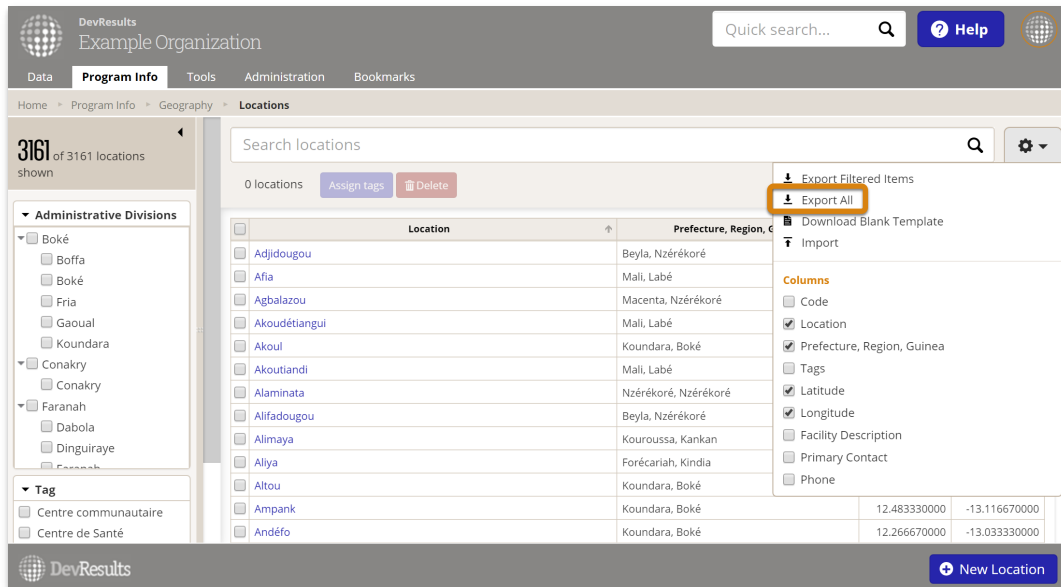 DevResults
Example Organization
Quick search...
Help
Data Program Info Tools Administration Bookmarks
Home Program Info Geography Locations
3161 of 3161 locations
shown
Administrative Divisions
Boké
Boffa
Boké
Fria
Gaoual
Koundara
Conakry
Conakry
Faranah
Dabola
Dinguiraye
Faranah
Tag
Centre communautaire
Centre de Santé
Search locations
0 locations Assign tags Delete
Location Prefecture, Region, G
Adjidougou Beyla, Nzérékoré
Afia Mali, Labé
Agbalazou Macenta, Nzérékoré
Akoudétiangui Mali, Labé
Akoul Koundara, Boké
Akoutiandi Mali, Labé
Alaminata Nzérékoré, Nzérékoré
Alifadougou Beyla, Nzérékoré
Alimaya Kouroussa, Kankan
Aliya Forécariah, Kindia
Altou Koundara, Boké
Ampank Koundara, Boké 12.483330000 -13.116670000
Andéfo Koundara, Boké 12.266670000 -13.033330000
Export Filtered Items
Export All
Download Blank Template
Import
Columns
Code
Location
Prefecture, Region, Guinea
Tags
Latitude
Longitude
Facility Description
Primary Contact
Phone
DevResults
New Location